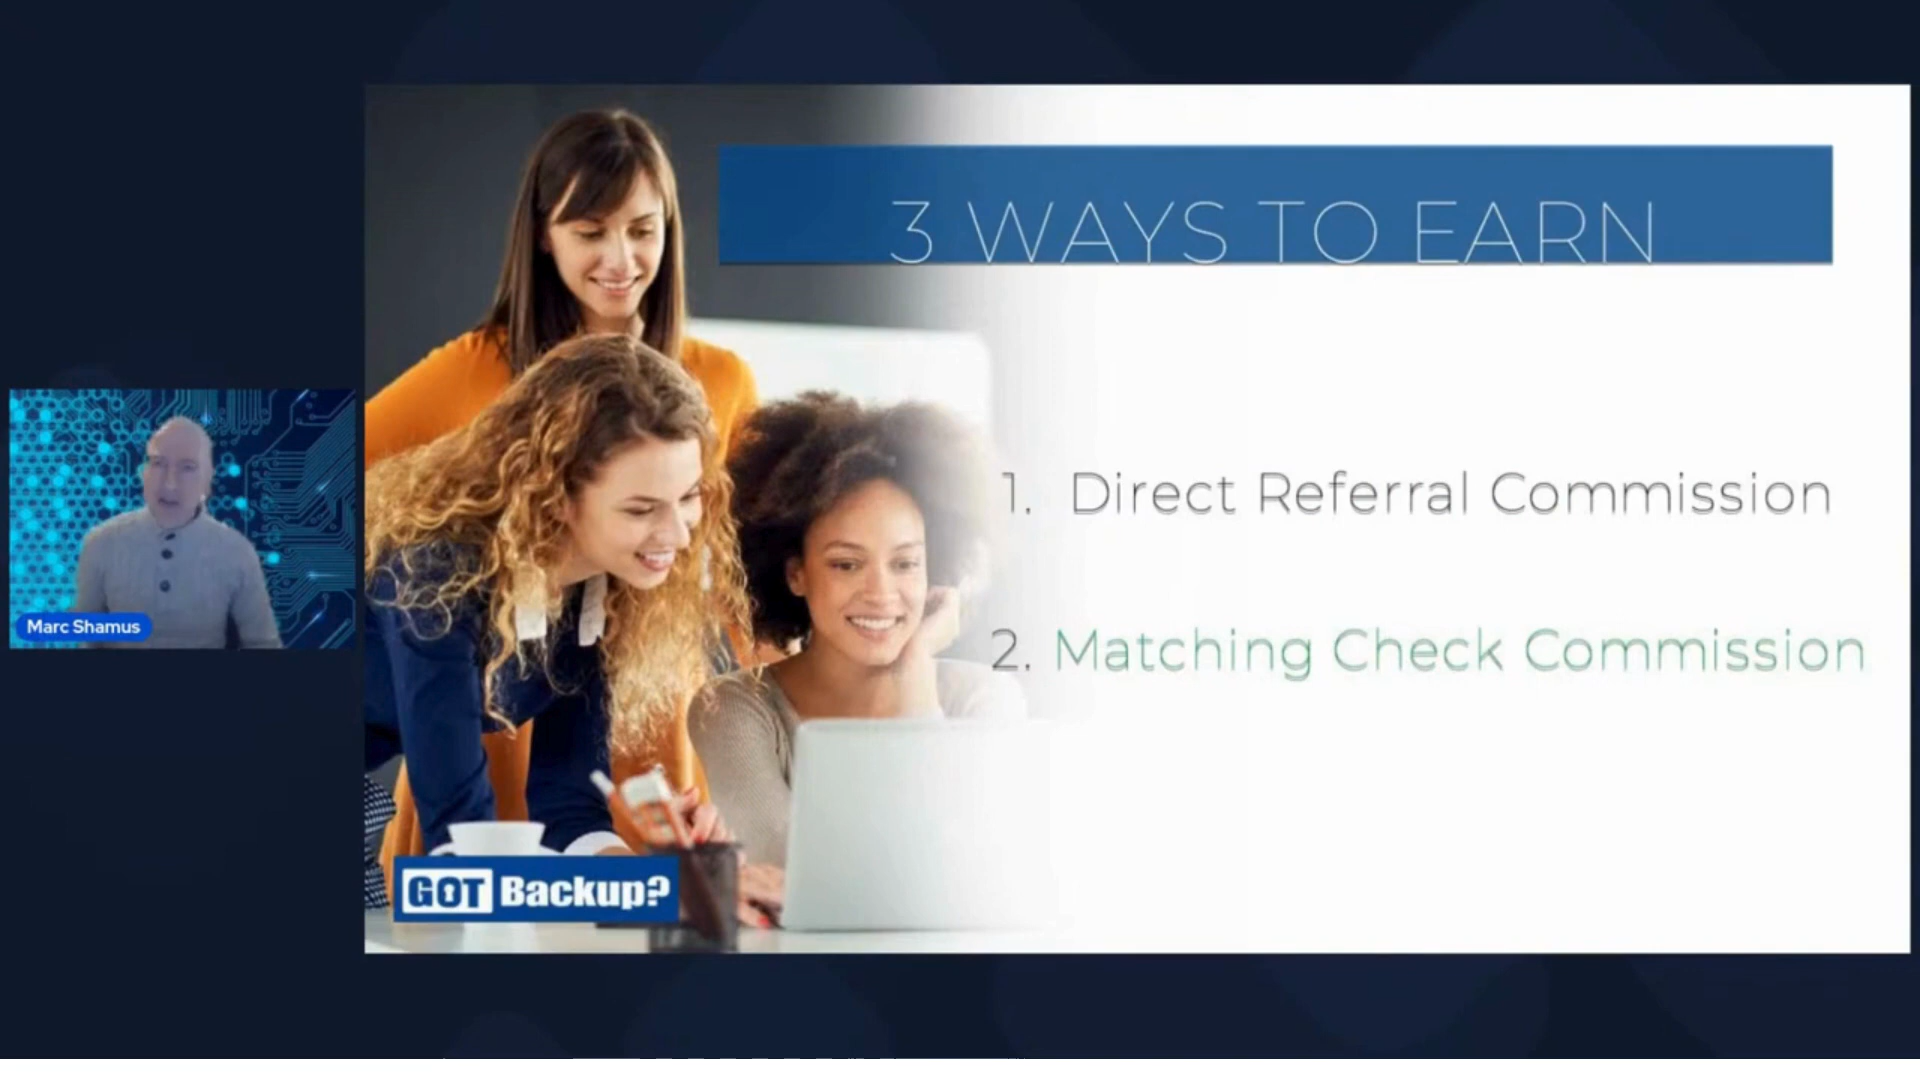 3 WAYS TO EARN
1. Direct Referral Commission
Marc Shamus
2. Matching Check Commission
GOT Backup?